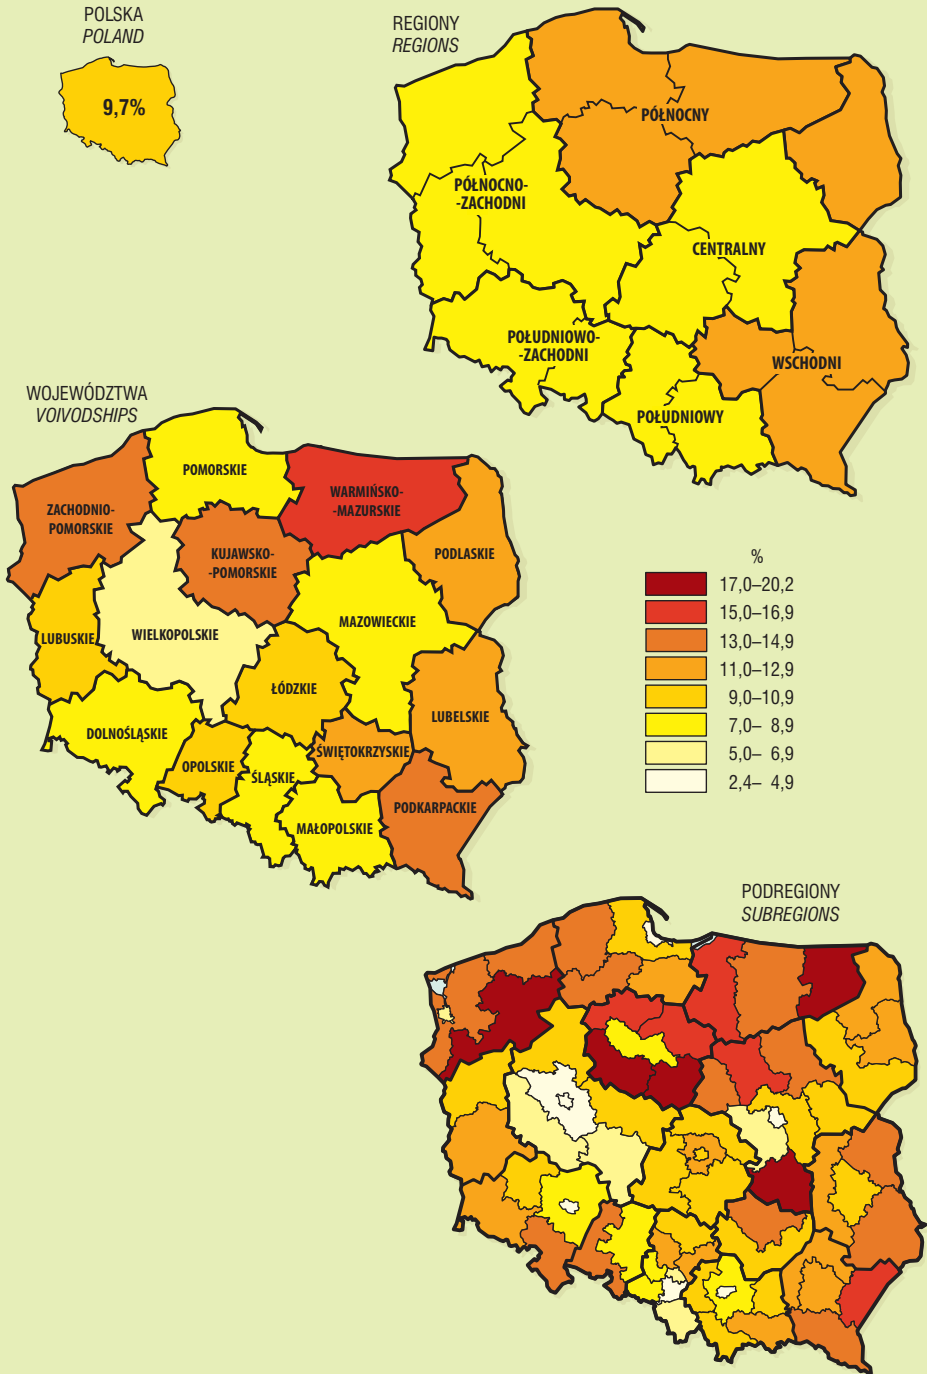 POLSKA
POLAND
9,7%
REGIONY
REGIONS
PÓŁNOCNY
PÓŁNOCNO-
-ZACHODNI
CENTRALNY
POŁUDNIOWO-
-ZACHODNI
WSCHODNI
POŁUDNIOWY
WOJEWÓDZTWA
VOIVODSHIPS
POMORSKIE
WARMIŃSKO-
-MAZURSKIE
ZACHODNIO-
POMORSKIE
KUJAWSKO-
-POMORSKIE
PODLASKIE
LUBUSKIE
WIELKOPOLSKIE
MAZOWIECKIE
ŁÓDZKIE
DOLNOŚLĄSKIE
LUBELSKIE
OPOLSKIE
ŚLĄSKIE
ŚWIĘTOKRZYSKIE
MAŁOPOLSKIE
PODKARPACKIE
%
17,0–20,2
15,0–16,9
13,0–14,9
11,0–12,9
9,0–10,9
7,0– 8,9
5,0– 6,9
2,4– 4,9
PODREGIONY
SUBREGIONS